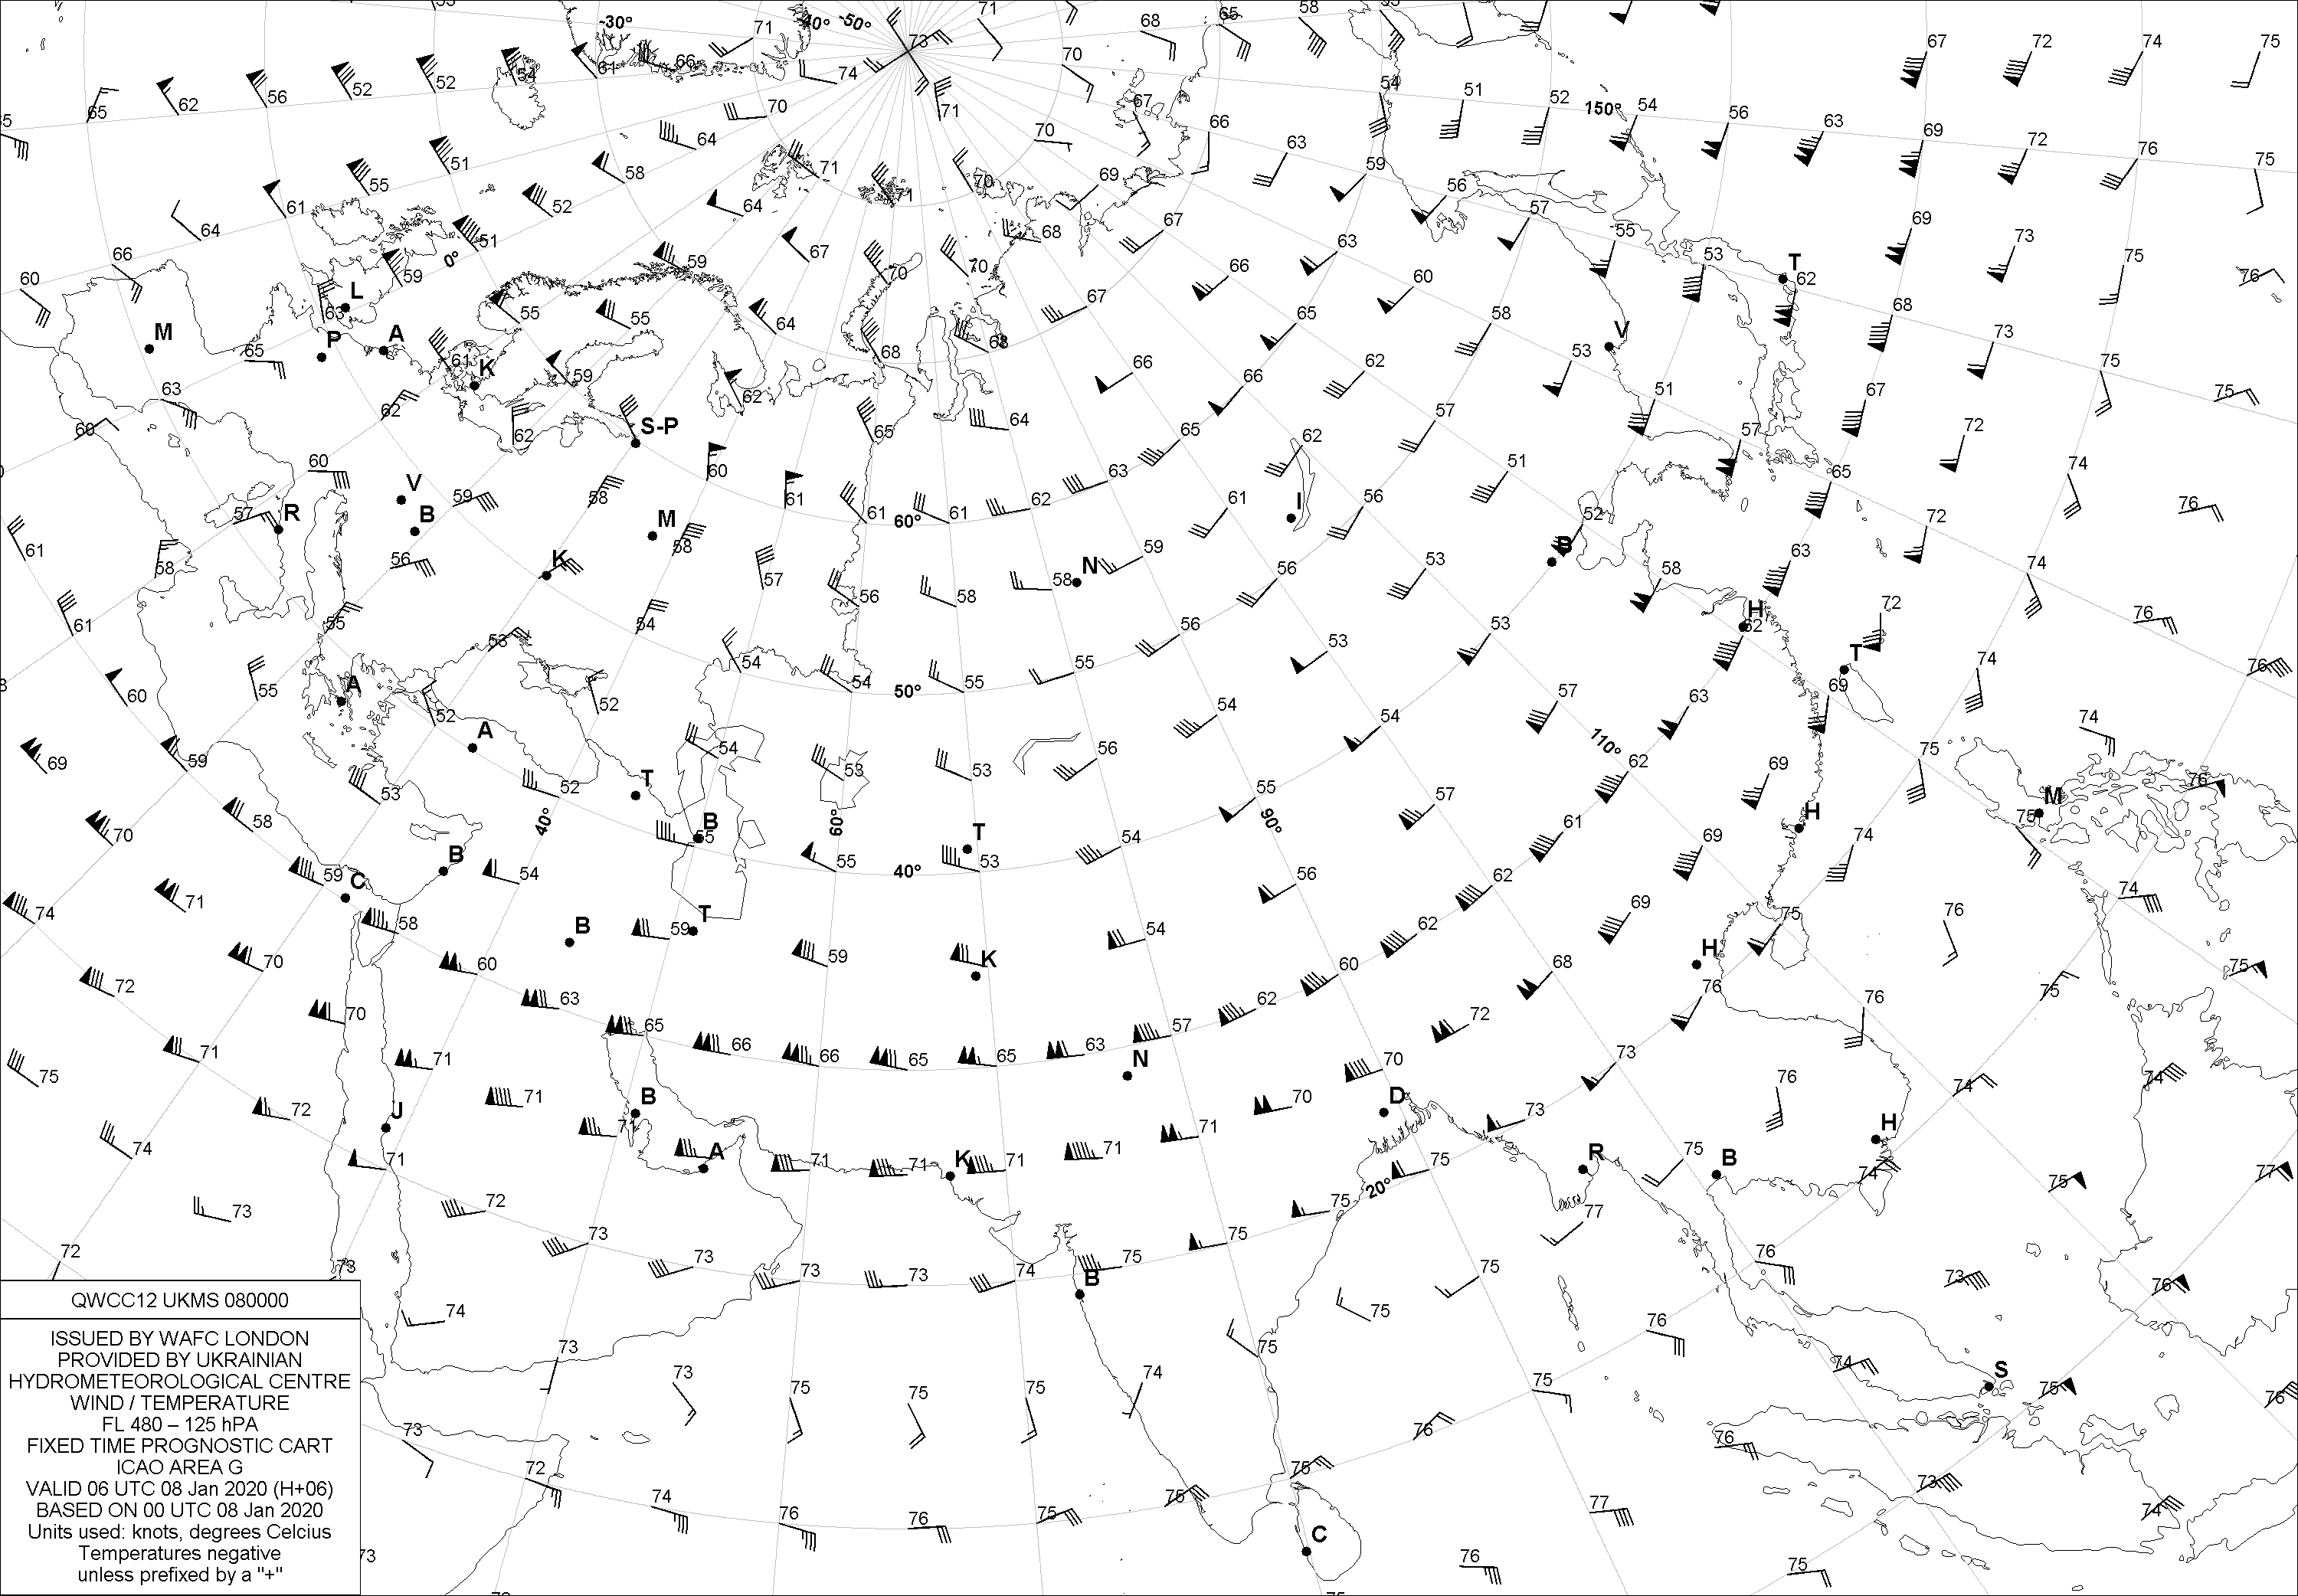 -30° 40° -50° 71 73 71 68 65 58 53
67 72 74 75
65 62 56 52 52 54 61 66 74 70 54 51 52 150° 54 56 63 69 72 76 75
70 71 67 70 66 63 59 56 57
55 51 58 64 71 71 70 69 67
64 61 51 52 64 67 68 63 55 53 69 73 75 76
66 60 0° 59 59 70 70 66 60 T 62
L 63 55 55 64 67 65 58 V 68 73 75 75
M P A 65 61 K 59 68 68 66 66 62 53 51 67
63 62 62 62 65 64 65 62 57 57 72 74
60 S-P
60 V 59 58 60 61 63 61 51 65 76
57 R B M 58 61 60° 61 62 I 56 52 72
61 58 56 K 57 56 58 58 N 59 56 53 B 58 63 74
61 55 54 56 53 53 H 62 72 76
60 55 A 52 53 52 54 54 50° 55 55 54 57 T 74 76
69 59 A 54 53 53 56 54 110° 63 69 74
70 58 53 52 T 40° B 55 60° T 55 90° 57 62 69 75 76 M
74 71 59 C B 54 55 40° 53 54 56 61 H 74 75
58 B T 59 59 K 54 62 69 76 74
72 70 60 63 60 62 68 H 75 75
75 71 70 71 65 66 66 65 65 63 57 62 72 76 76 75
74 72 J 71 B 71 A 71 71 K 71 71 N 70 D 70 73 76 74
73 71 72 73 73 73 73 74 75 B 71 75 75 73 R 75 B H 74 75 77
72 73 74 73 73 75 75 75 74 75 20° 75 77 76 73 76
QWCC12 UKMS 080000
ISSUED BY WAFC LONDON
PROVIDED BY UKRAINIAN
HYDROMETEOROLOGICAL CENTRE
WIND / TEMPERATURE
FL 480 – 125 hPA
FIXED TIME PROGNOSTIC CART
ICAO AREA G
VALID 06 UTC 08 Jan 2020 (H+06)
BASED ON 00 UTC 08 Jan 2020
Units used: knots, degrees Celcius
Temperatures negative
unless prefixed by a "+"
73 72 74 76 76 75 75 75 76 75 76 74 S 75 76
C 76 77 76 73 74 75